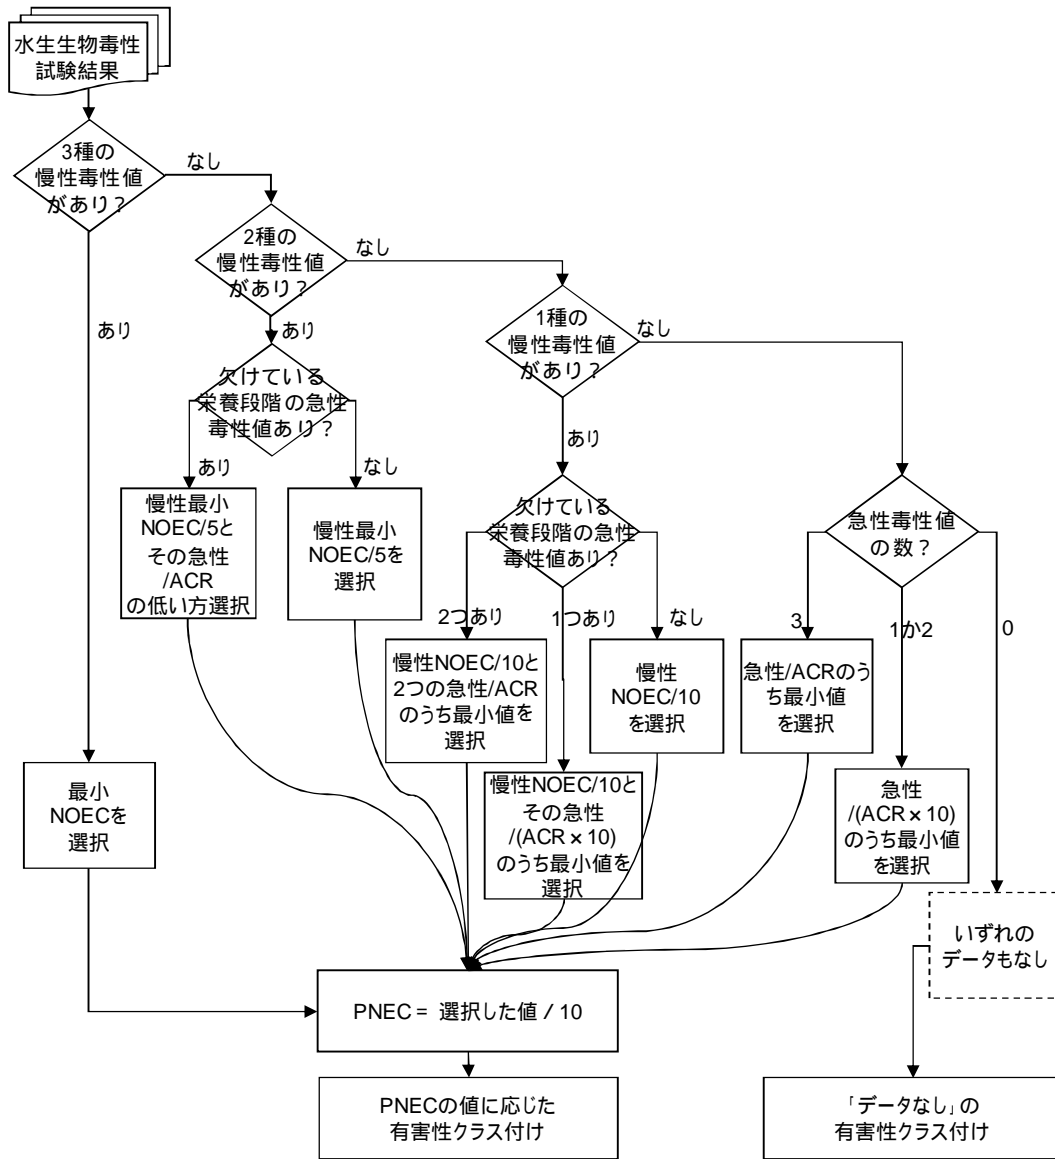 水生生物毒性
試験結果
3種の
慢性毒性値
があり？
なし
2種の
慢性毒性値
があり？
なし
あり
あり
1種の
慢性毒性値
があり？
なし
欠けている
栄養段階の急性
毒性値あり？
あり
あり
なし
慢性最小
NOEC/5と
その急性
/ACR
の低い方選択
慢性最小
NOEC/5を
選択
欠けている
栄養段階の急性
毒性値あり？
急性毒性値
の数？
2つあり
1つあり
なし
3
1か2
0
慢性NOEC/10と
2つの急性/ACR
のうち最小値を
選択
慢性
NOEC/10
を選択
急性/ACRのう
ち最小値
を選択
最小
NOECを
選択
慢性NOEC/10と
その急性
/(ACR×10)
のうち最小値を
選択
急性
/(ACR×10)
のうち最小値
を選択
いずれの
データもなし
PNEC = 選択した値 / 10
PNECの値に応じた
有害性クラス付け
「データなし」の
有害性クラス付け